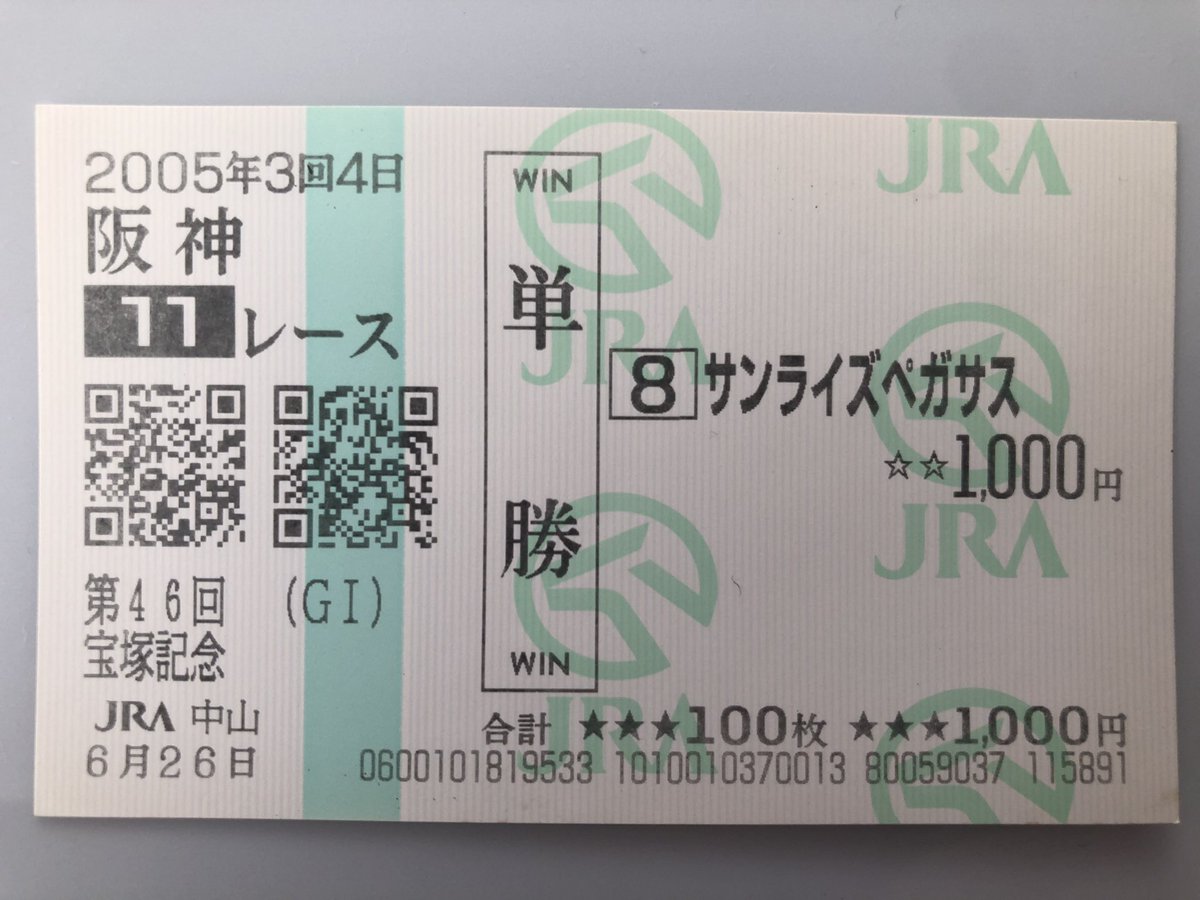 2005年3回4日
阪神
11レース
第46回 (GI)
宝塚記念
JRA 中山
6月26日
WIN
単勝
WIN
8 サンライズペガサス
☆☆1,000円
合計 ★★★100枚 ★★★1,000円
0600101819533 1010010370013 80059037 115891
JRA
JRA
JRA
JRA